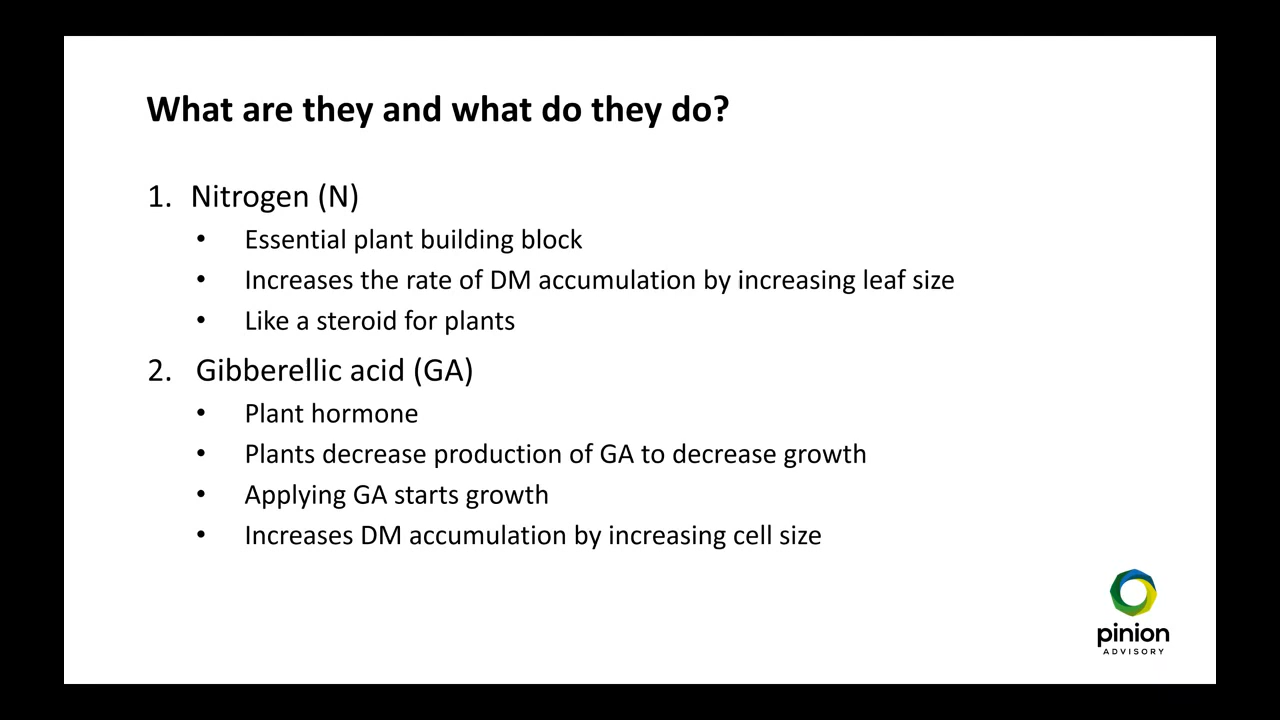 What are they and what do they do?
1. Nitrogen (N)
• Essential plant building block
• Increases the rate of DM accumulation by increasing leaf size
• Like a steroid for plants
2. Gibberellic acid (GA)
• Plant hormone
• Plants decrease production of GA to decrease growth
• Applying GA starts growth
• Increases DM accumulation by increasing cell size
pinion
ADVISORY